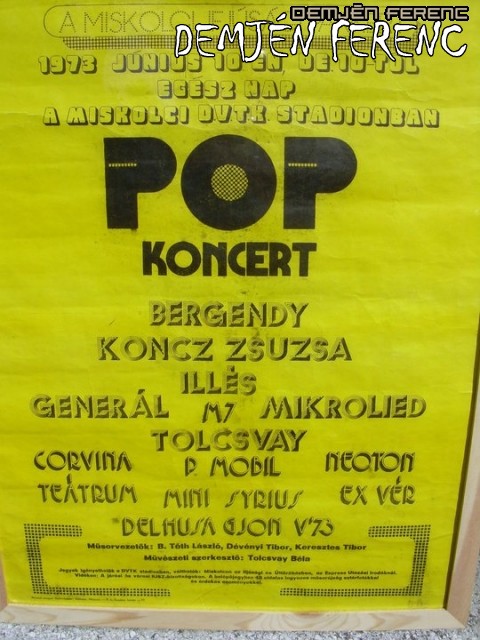 DEMJÉN FERENC
DEMJÉN FERENC
A MISKOLCI
1973 JÚNIUS 10-ÉN, DE 10-TŐL
EGÉSZ NAP
A MISKOLCI DVTK STADIONBAN
POP
KONCERT
BERGENDY
KONCZ ZSUZSA
ILLÉS
GENERÁL M7 MIKROLIED
TOLCSVAY
CORVINA P. MOBIL NEOTON
TEÁTRUM MINI SYRIUS EX VÉR
DELHUSA GJON V'73
Műsorvezetők: B. Tóth László, Dévényi Tibor, Keresztes Tibor
Művészeti szerkesztő: Tolcsvay Béla